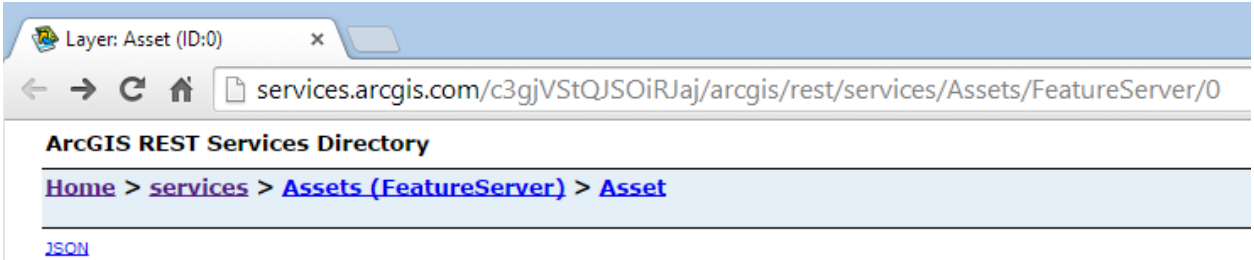 Layer: Asset (ID:0)
services.arcgis.com/c3gjVStQJSOiRJaj/arcgis/rest/services/Assets/FeatureServer/0
ArcGIS REST Services Directory
Home > services > Assets (FeatureServer) > Asset
JSON